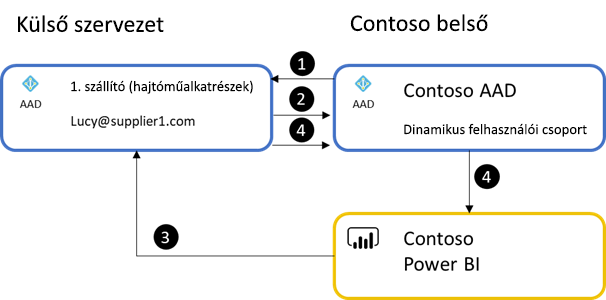 Külső szervezet
Contoso belső
AAD
1. szállító (hajtóműalkatrészek)
Lucy@supplier1.com
1
2
4
AAD
Contoso AAD
Dinamikus felhasználói csoport
4
3
Contoso
Power BI